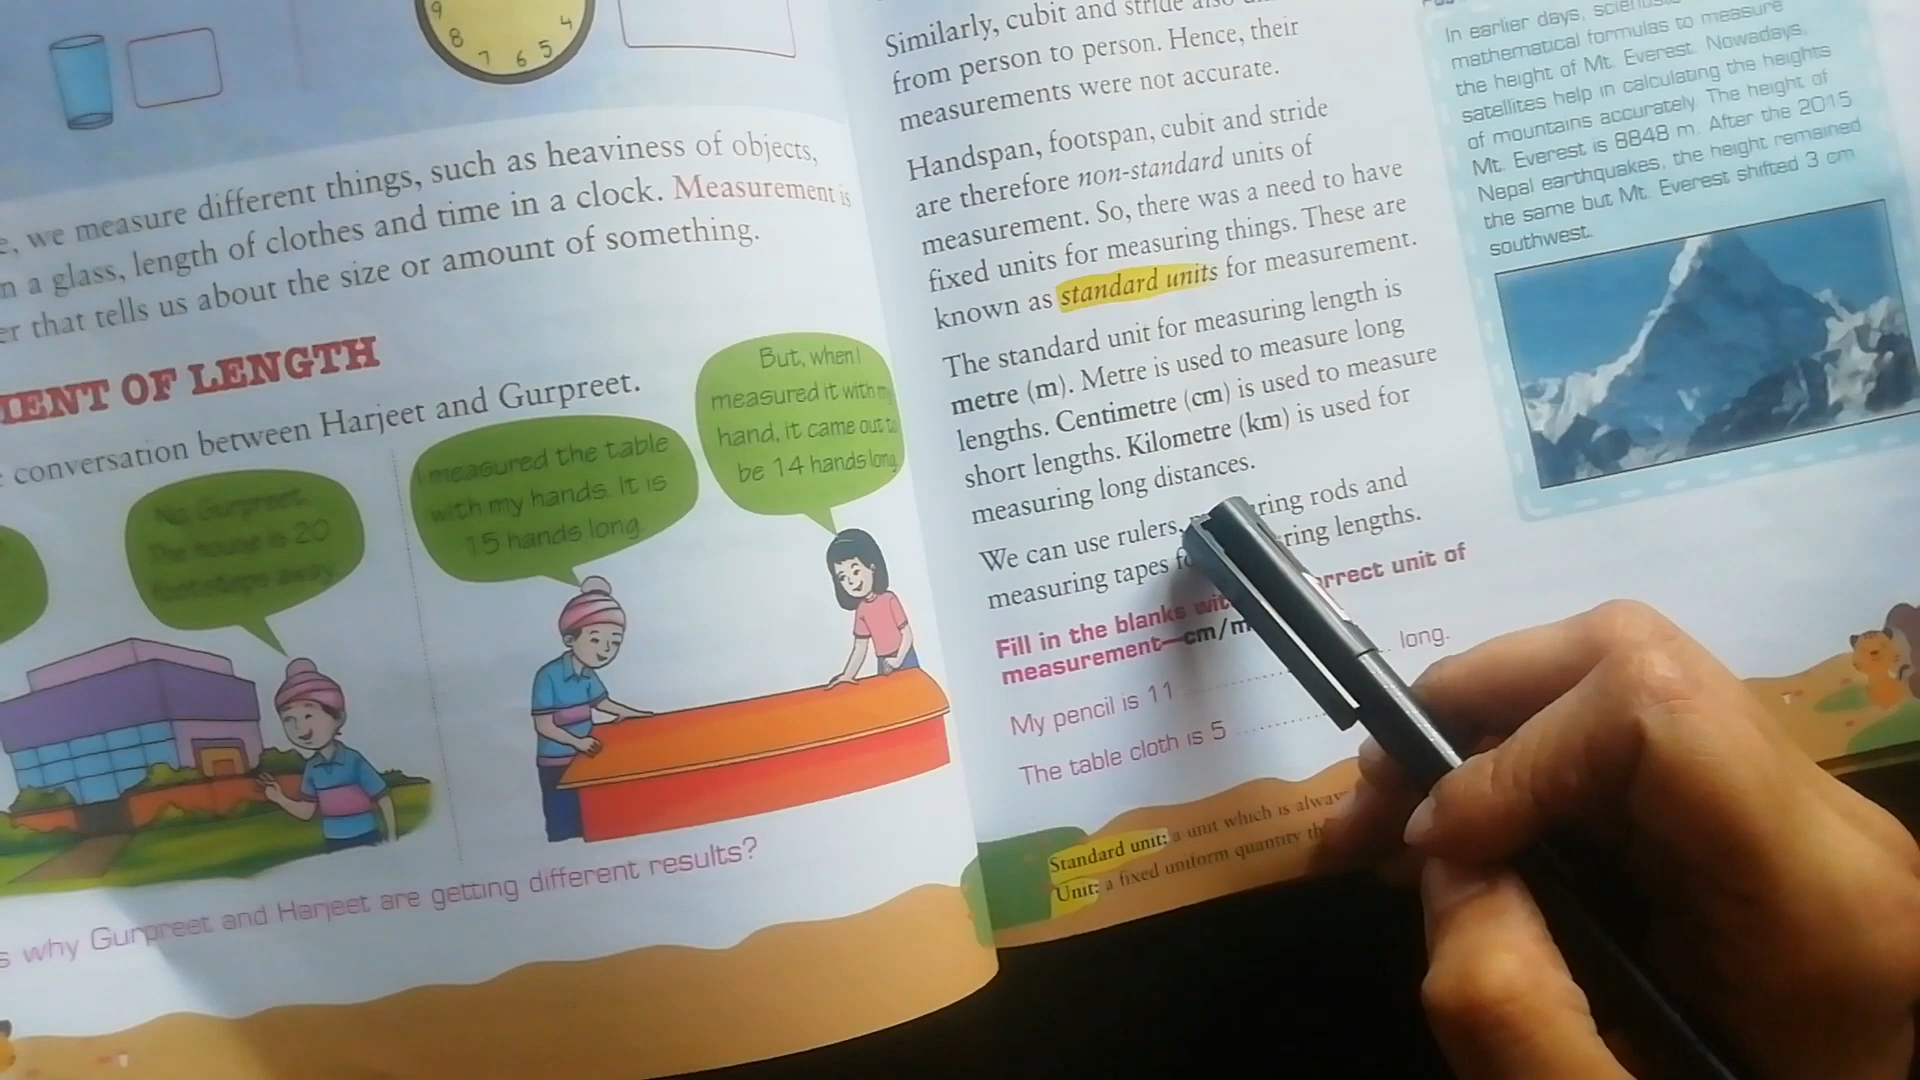 9
8
7
6
5
4
we measure different things, such as heaviness of objects,
a glass, length of clothes and time in a clock. Measurement is
that tells us about the size or amount of something.
OF LENGTH
conversation between Harjeet and Gurpreet.
No Gurpreet.
The house is 20
footsteps away.
I measured the table
with my hands. It is
15 hands long.
But, when I
measured it with my
hand, it came out to
be 14 hands long.
why Gurpreet and Harjeet are getting different results?
Similarly, cubit and stride also
from person to person. Hence, their
measurements were not accurate.
Handspan, footspan, cubit and stride
are therefore non-standard units of
measurement. So, there was a need to have
fixed units for measuring things. These are
known as standard units for measurement.
The standard unit for measuring length is
metre (m). Metre is used to measure long
lengths. Centimetre (cm) is used to measure
short lengths. Kilometre (km) is used for
measuring long distances.
We can use rulers, ring rods and
measuring tapes ring lengths.
Fill in the blanks orrect unit of
measurement—cm/m
My pencil is 11 .......... long.
The table cloth is 5 ..........
Standard unit: a unit which is
Unit: a fixed uniform quantity
In earlier days,
mathematical formulas to measure
the height of Mt. Everest. Nowadays,
satellites help in calculating the heights
of mountains accurately. The height of
Mt. Everest is 8848 m. After the 2015
Nepal earthquakes, the height remained
the same but Mt. Everest shifted 3 cm
southwest.